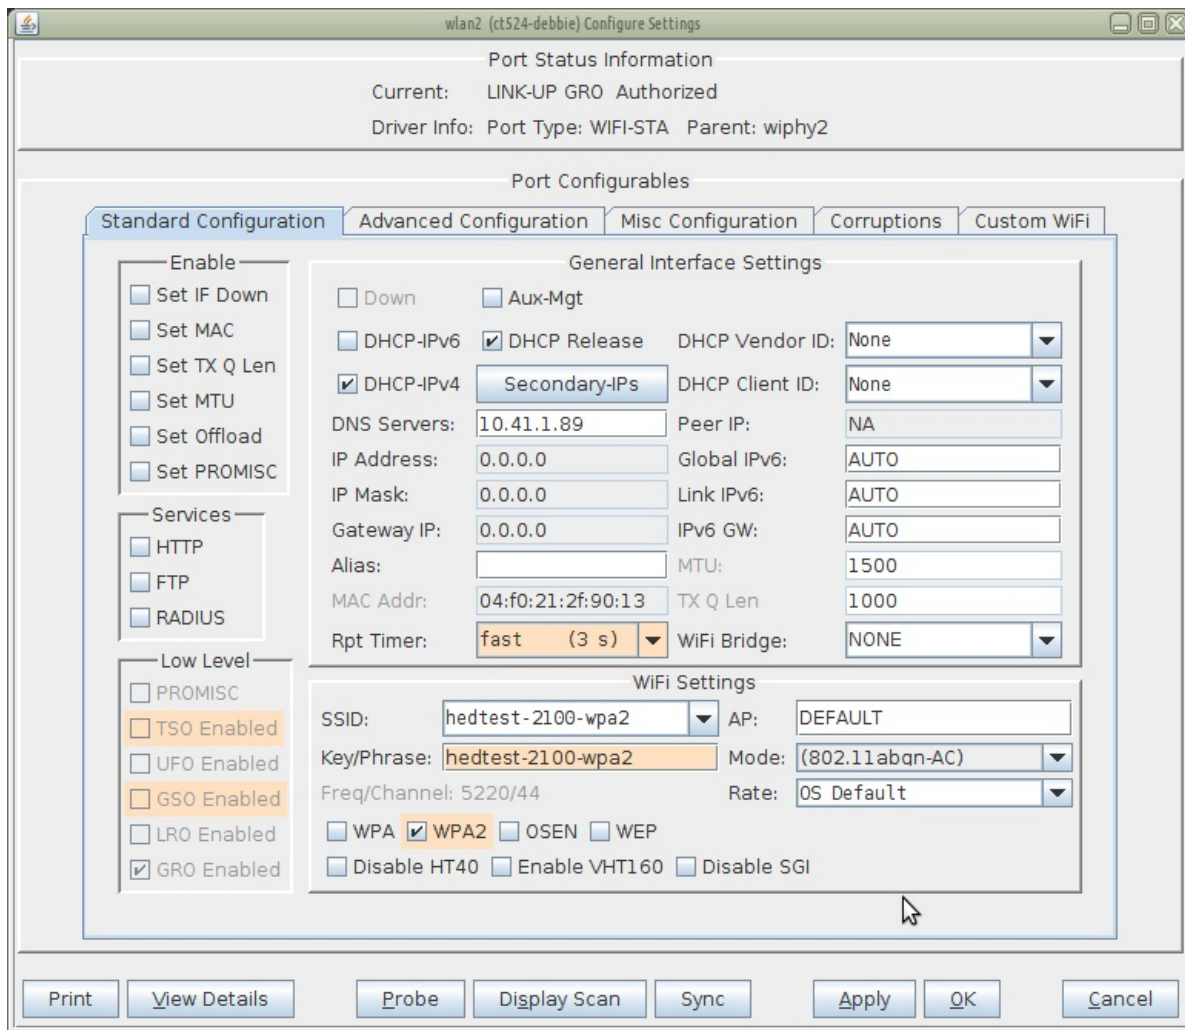 wlan2 (ct524-debbie) Configure Settings
Port Status Information
Current: LINK-UP GRO Authorized
Driver Info: Port Type: WIFI-STA Parent: wiphy2
Port Configurables
Standard Configuration Advanced Configuration Misc Configuration Corruptions Custom WiFi
Enable
Set IF Down
Set MAC
Set TX Q Len
Set MTU
Set Offload
Set PROMISC
Services
HTTP
FTP
RADIUS
Low Level
PROMISC
TSO Enabled
UFO Enabled
GSO Enabled
LRO Enabled
GRO Enabled
General Interface Settings
Down Aux-Mgt
DHCP-IPv6 DHCP Release DHCP Vendor ID: None
DHCP-IPv4 Secondary-IPs DHCP Client ID: None
DNS Servers: 10.41.1.89 Peer IP: NA
IP Address: 0.0.0.0 Global IPv6: AUTO
IP Mask: 0.0.0.0 Link IPv6: AUTO
Gateway IP: 0.0.0.0 IPv6 GW: AUTO
Alias: MTU: 1500
MAC Addr: 04:f0:21:2f:90:13 TX Q Len 1000
Rpt Timer: fast (3 s) WiFi Bridge: NONE
WiFi Settings
SSID: hedtest-2100-wpa2 AP: DEFAULT
Key/Phrase: hedtest-2100-wpa2 Mode: (802.11abgn-AC)
Freq/Channel: 5220/44 Rate: OS Default
WPA WPA2 OSEN WEP
Disable HT40 Enable VHT160 Disable SGI
Print View Details Probe Display Scan Sync Apply OK Cancel